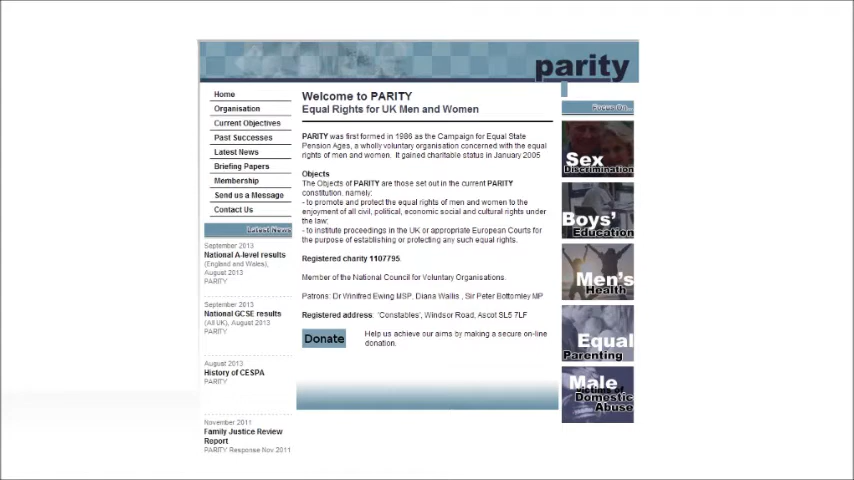 parity
Home
Organisation
Current Objectives
Past Successes
Latest News
Briefing Papers
Membership
Send us a Message
Contact Us
Latest News
September 2013
National A-level results
(England and Wales),
August 2013
PARITY
September 2013
National GCSE results
(All UK), August 2013
PARITY
August 2013
History of CESPA
PARITY
November 2011
Family Justice Review
Report
PARITY Response Nov 2011
Welcome to PARITY
Equal Rights for UK Men and Women
PARITY was first formed in 1986 as the Campaign for Equal State
Pension Ages, a wholly voluntary organisation concerned with the equal
rights of men and women. It gained charitable status in January 2005
Objects
The Objects of PARITY are those set out in the current PARITY
constitution, namely:
- to promote and protect the equal rights of men and women to the
enjoyment of all civil, political, economic social and cultural rights under
the law;
- to institute proceedings in the UK or appropriate European Courts for
the purpose of establishing or protecting any such equal rights.
Registered charity 1107795.
Member of the National Council for Voluntary Organisations.
Patrons: Dr Winifred Ewing MSP, Diana Wallis , Sir Peter Bottomley MP
Registered address: 'Constables', Windsor Road, Ascot SL5 7LF
Donate
Help us achieve our aims by making a secure on-line
donation.
Focus On...
Sex
Discrimination
Boys'
Education
Men's
Health
Equal
Parenting
Male
victims of
Domestic
Abuse